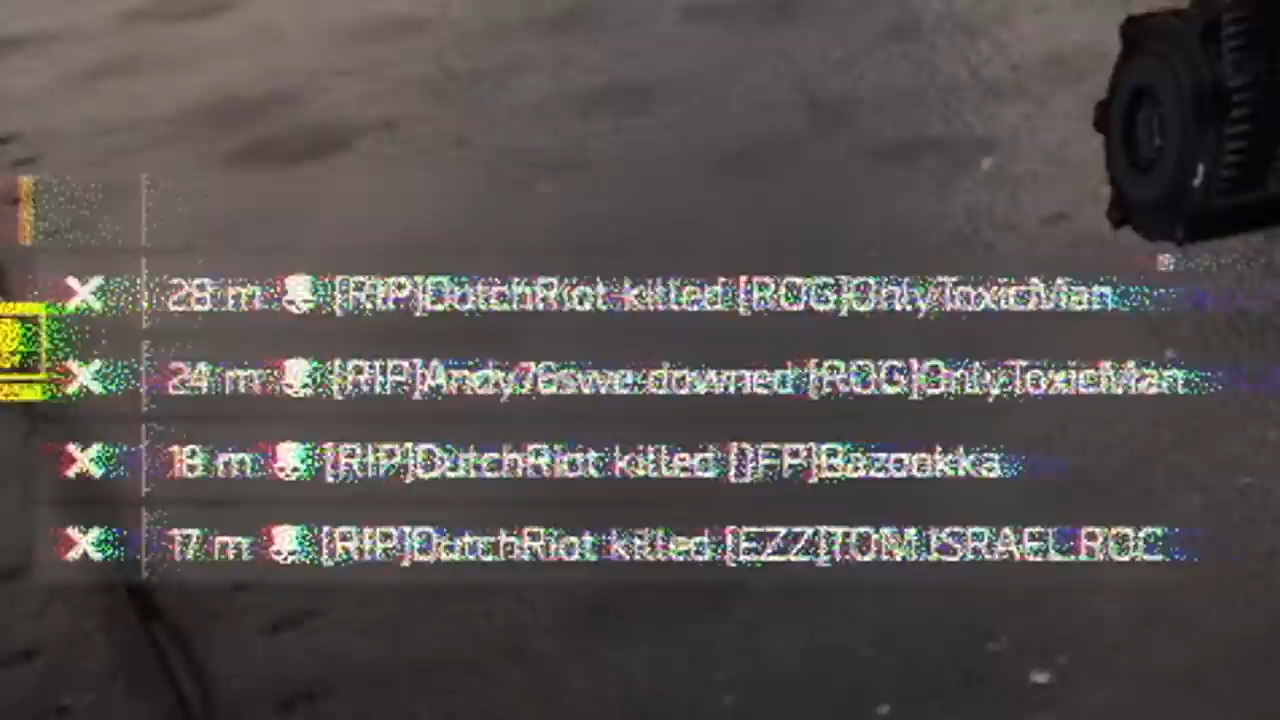 28 m [RIP]DutchRiot killed [ROG]OnlyToxicMan
24 m [RIP]Andy76swe downed [ROG]OnlyToxicMan
18 m [RIP]DutchRiot killed Bazookka
17 m [RIP]DutchRiot killed [EZZ]TOM.ISRAEL.ROC